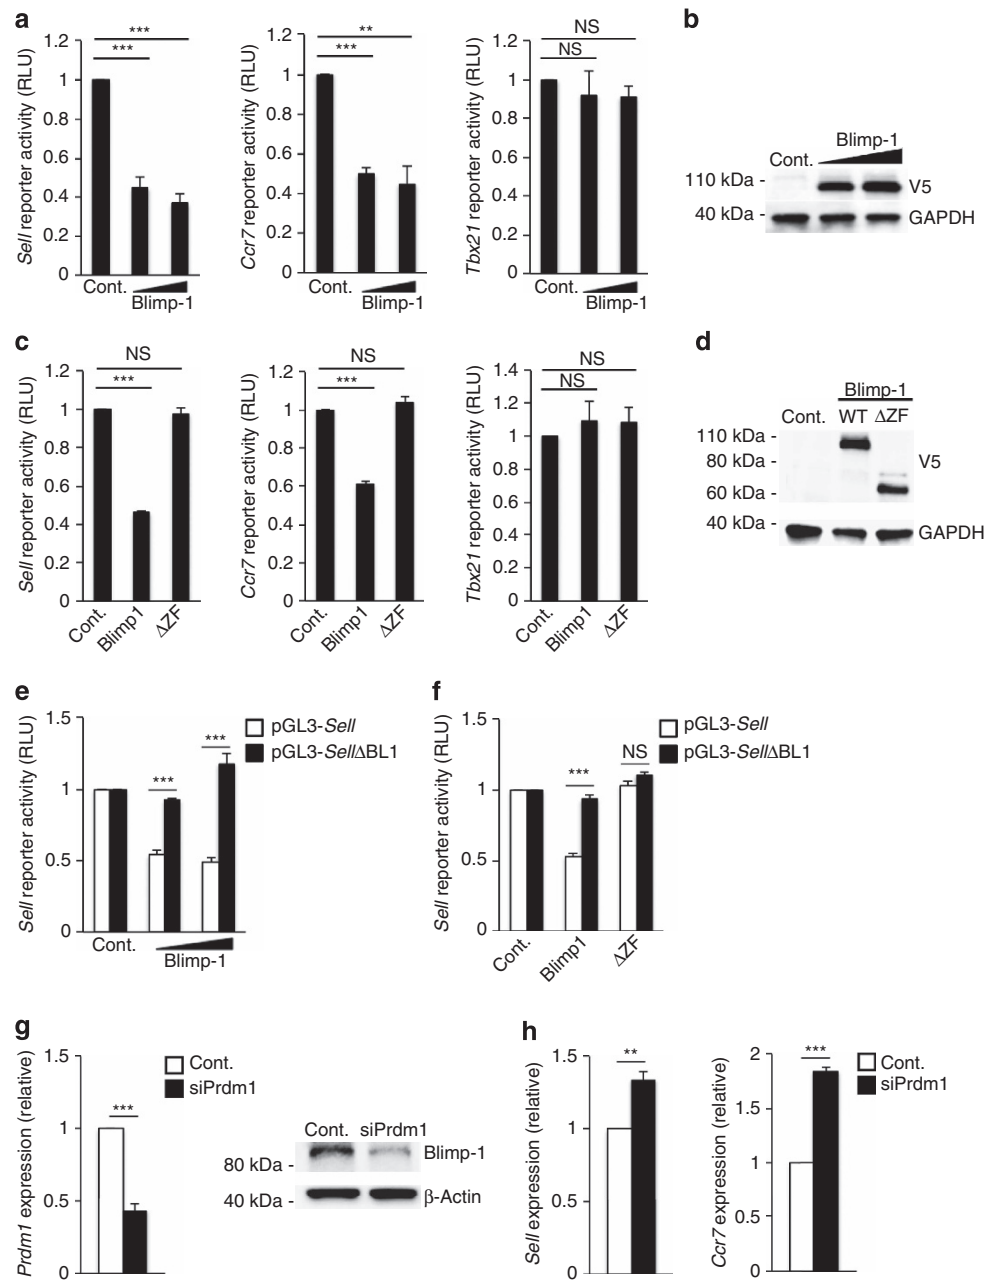 a
Sell reporter activity (RLU)
1.2
1
0.8
0.6
0.4
0.2
0
***
***
Cont.
Blimp-1
Ccr7 reporter activity (RLU)
1.2
1
0.8
0.6
0.4
0.2
0
**
***
Cont.
Blimp-1
Tbx21 reporter activity (RLU)
1.2
1
0.8
0.6
0.4
0.2
0
NS
NS
Cont.
Blimp-1
b
Blimp-1
Cont.
110 kDa -
V5
40 kDa -
GAPDH
c
Sell reporter activity (RLU)
1.2
1
0.8
0.6
0.4
0.2
0
NS
***
Cont.
Blimp1
ΔZF
Ccr7 reporter activity (RLU)
1.2
1
0.8
0.6
0.4
0.2
0
NS
***
Cont.
Blimp1
ΔZF
Tbx21 reporter activity (RLU)
1.4
1.2
1
0.8
0.6
0.4
0.2
0
NS
NS
Cont.
Blimp1
ΔZF
d
Blimp-1
Cont. WT ΔZF
110 kDa -
80 kDa -
V5
60 kDa -
40 kDa -
GAPDH
e
Sell reporter activity (RLU)
1.5
1
0.5
0
***
***
pGL3-Sell
pGL3-SellΔBL1
Cont.
Blimp-1
f
Sell reporter activity (RLU)
1.5
1
0.5
0
***
NS
pGL3-Sell
pGL3-SellΔBL1
Cont.
Blimp1
ΔZF
g
Prdm1 expression (relative)
1.5
1
0.5
0
***
Cont.
siPrdm1
Cont. siPrdm1
Blimp-1
80 kDa -
40 kDa -
β-Actin
h
Sell expression (relative)
1.5
1
0.5
0
**
Ccr7 expression (relative)
2
1.5
1
0.5
0
***
Cont.
siPrdm1